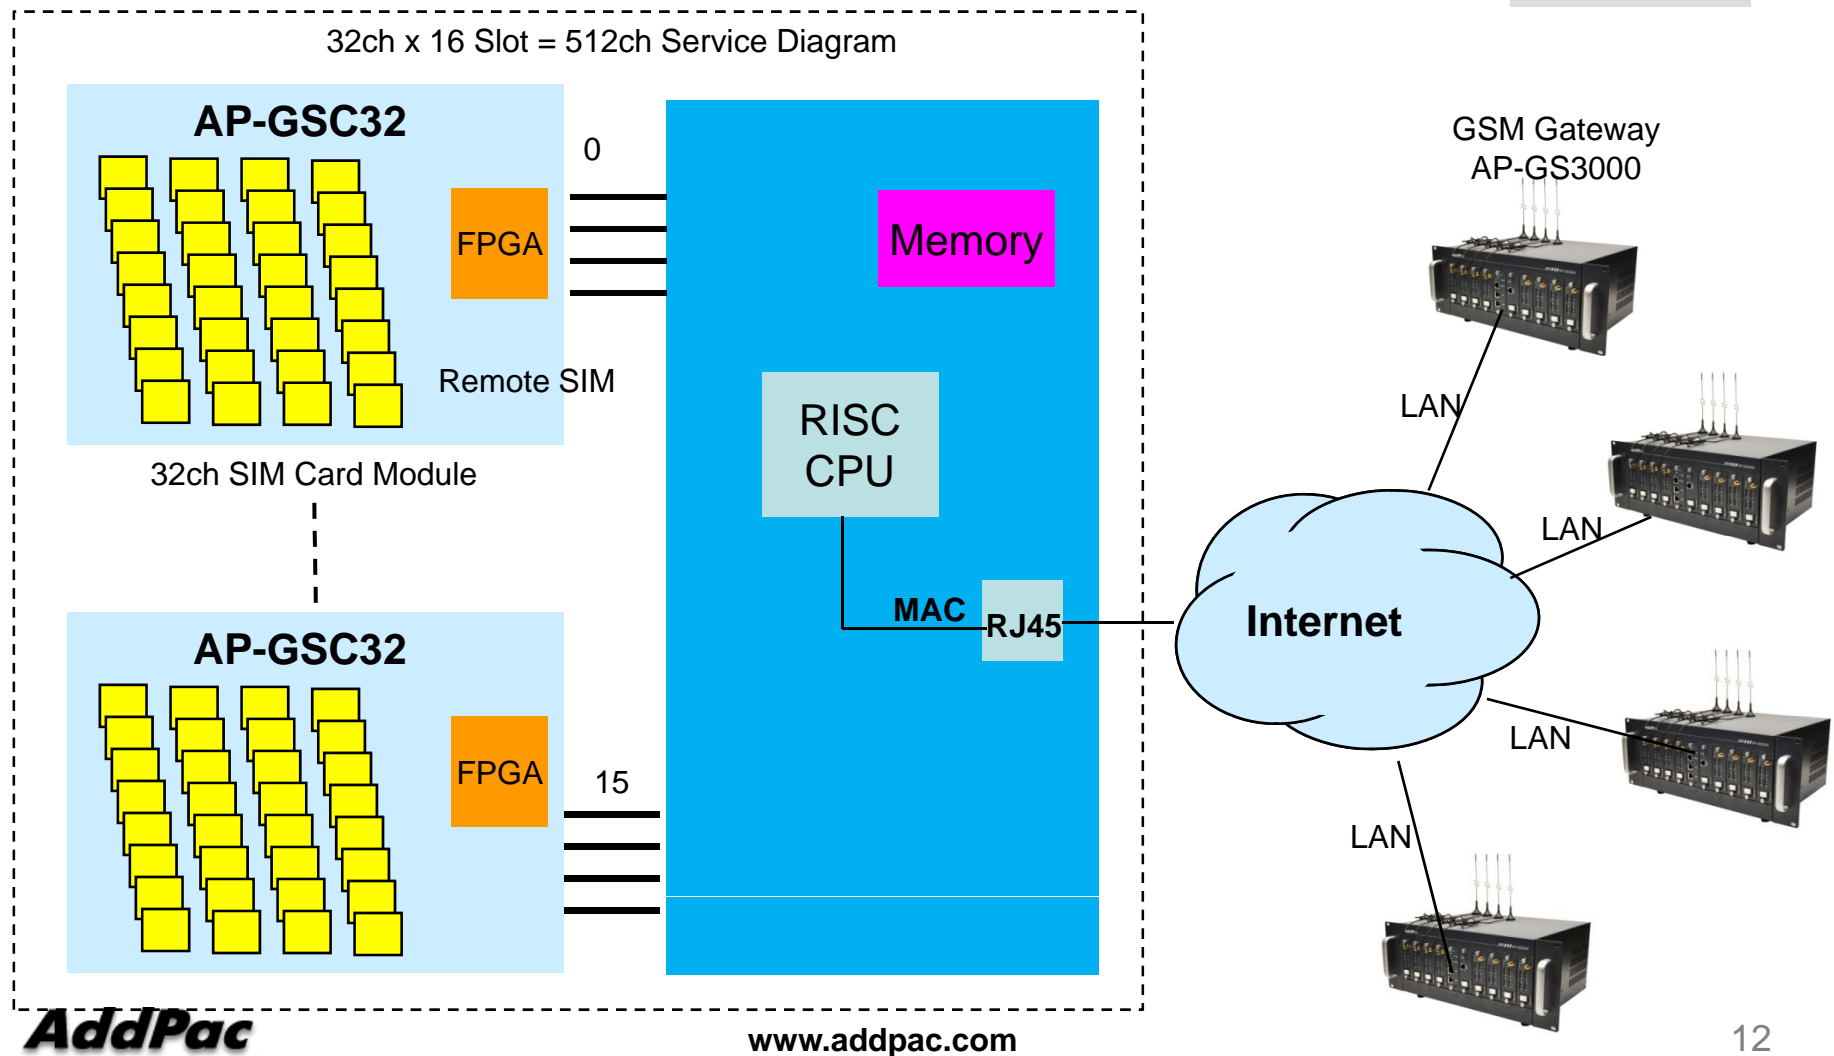 32ch x 16 Slot = 512ch Service Diagram
AP-GSC32
0
FPGA
Remote SIM
32ch SIM Card Module
AP-GSC32
FPGA
15
Memory
RISC
CPU
MAC
RJ45
Internet
GSM Gateway
AP-GS3000
LAN
LAN
LAN
LAN
AddPac
www.addpac.com
12